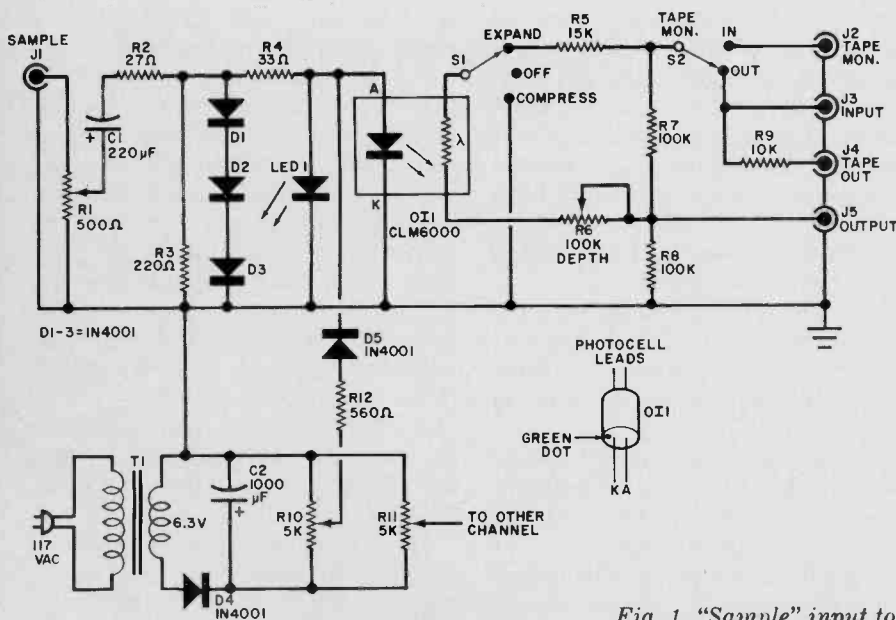 SAMPLE
J1
R2
27Ω
R4
33Ω
+
C1
220µF
R1
500Ω
R3
220Ω
D1
D2
D3
LED 1
A
K
λ
OI1
CLM6000
S1
EXPAND
OFF
COMPRESS
R5
15K
TAPE
MON.
S2
IN
OUT
J2
TAPE
MON.
J3
INPUT
R7
100K
R9
10K
J4
TAPE
OUT
R6
100K
DEPTH
J5
OUTPUT
R8
100K
D1-3=1N4001
D5
1N4001
R12
560Ω
PHOTOCELL
LEADS
OI1
GREEN
DOT
KA
T1
117
VAC
6.3V
C2
1000
µF
+
R10
5K
R11
5K
TO OTHER
CHANNEL
D4
1N4001
Fig. 1. "Sample" input to